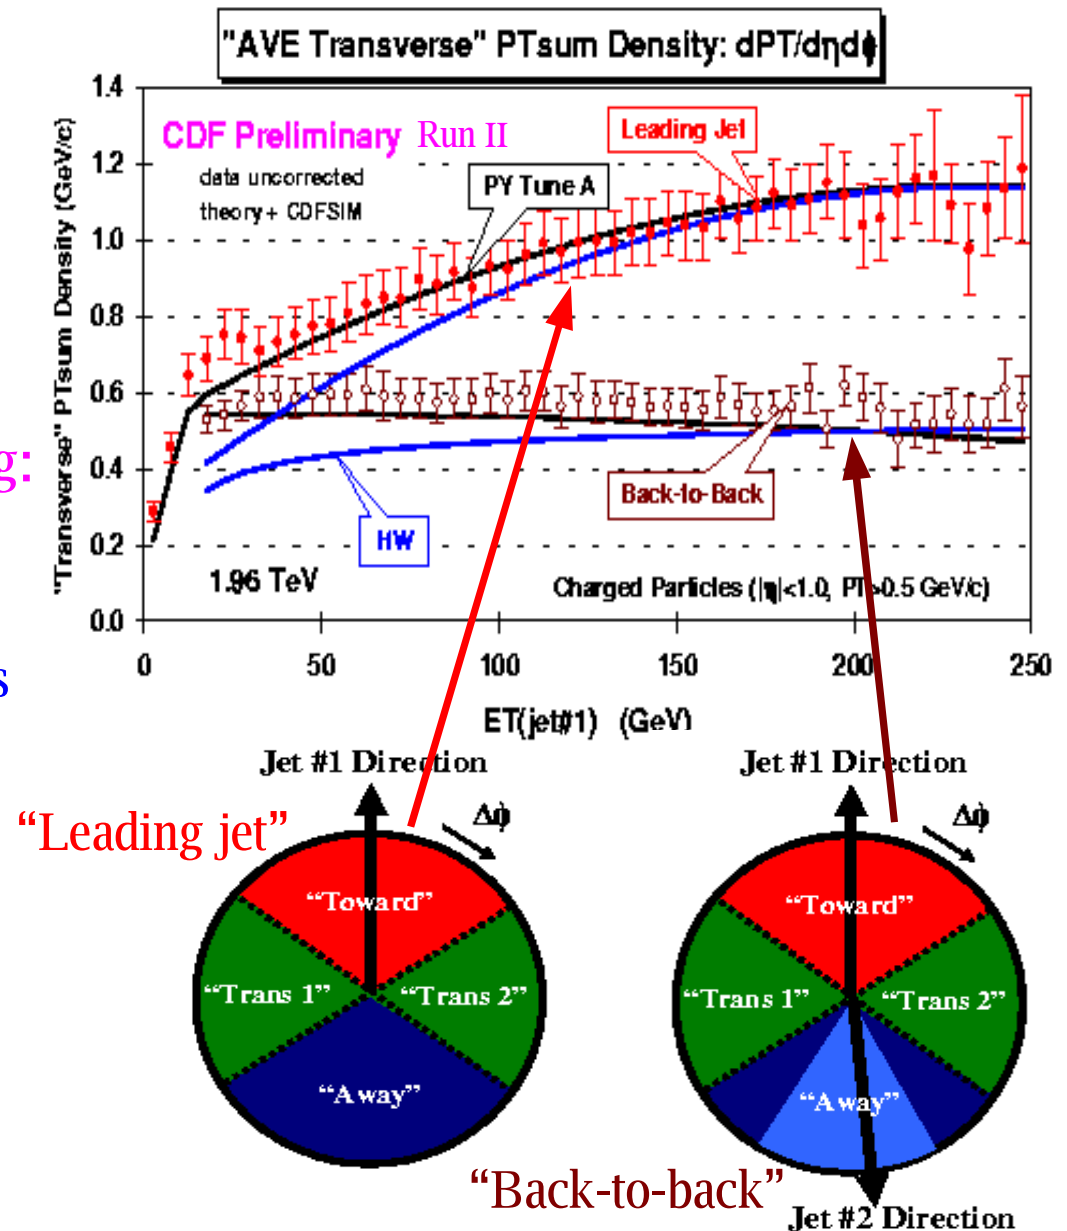 "AVE Transverse" PTsum Density: dPT/dηdϕ
"Transverse" PTsum Density (GeV/c)
1.4
1.2
1.0
0.8
0.6
0.4
0.2
0.0
CDF Preliminary Run II
data uncorrected
theory + CDFSIM
Leading Jet
PY Tune A
Back-to-Back
HW
1.96 TeV
Charged Particles (|η|<1.0, PT>0.5 GeV/c)
0 50 100 150 200 250
ET(jet#1) (GeV)
g:
s
Jet #1 Direction
Δϕ
“Leading jet”
“Toward”
“Trans 1”
“Trans 2”
“Away”
Jet #1 Direction
Δϕ
“Toward”
“Trans 1”
“Trans 2”
“Away”
“Back-to-back”
Jet #2 Direction